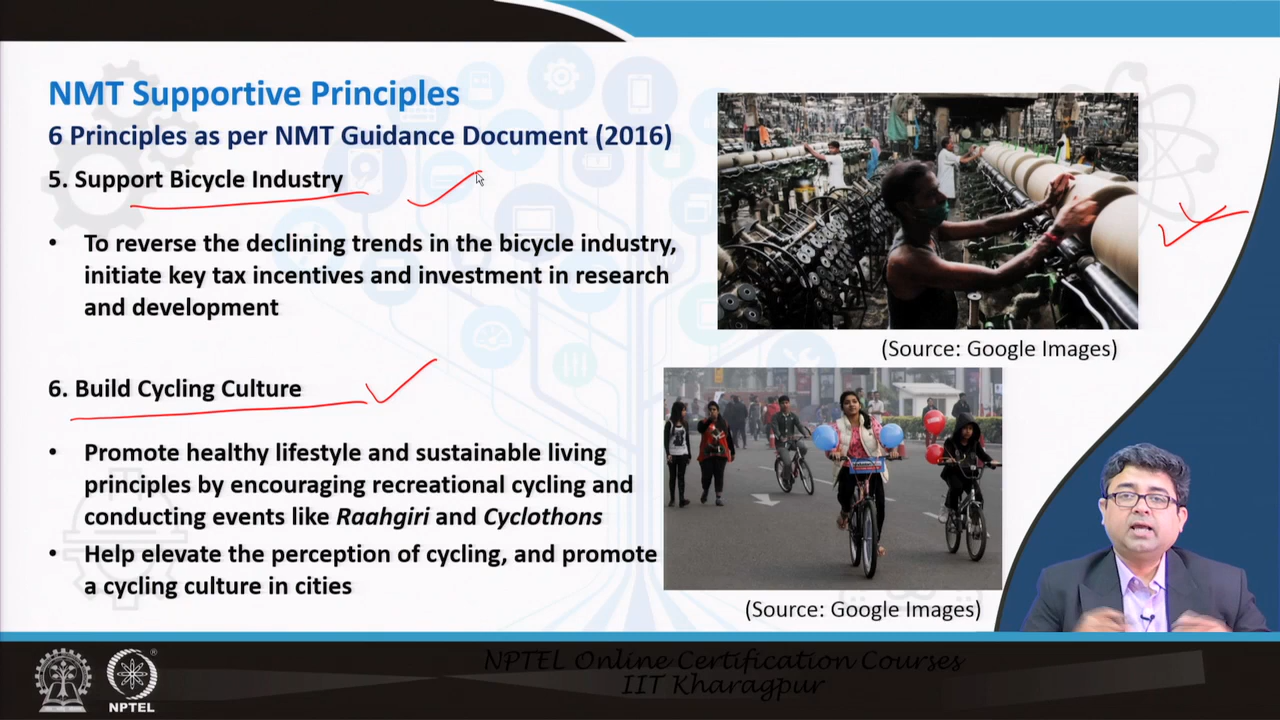 NMT Supportive Principles
6 Principles as per NMT Guidance Document (2016)
5. Support Bicycle Industry
• To reverse the declining trends in the bicycle industry,
initiate key tax incentives and investment in research
and development
(Source: Google Images)
6. Build Cycling Culture
• Promote healthy lifestyle and sustainable living
principles by encouraging recreational cycling and
conducting events like Raahgiri and Cyclothons
• Help elevate the perception of cycling, and promote
a cycling culture in cities
(Source: Google Images)
NPTEL Online Certification Courses
IIT Kharagpur
NPTEL